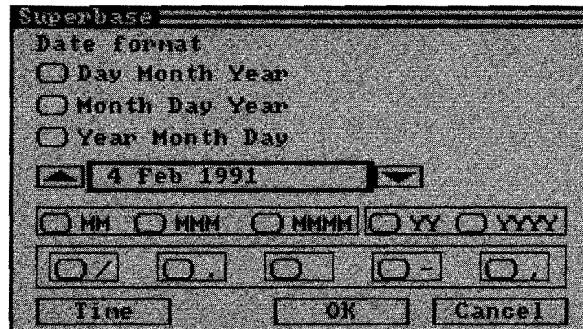 Superbase
Date format
Day Month Year
Month Day Year
Year Month Day
4 Feb 1991
MM MMM MMMM YY YYYY
/ . - ,
Time OK Cancel